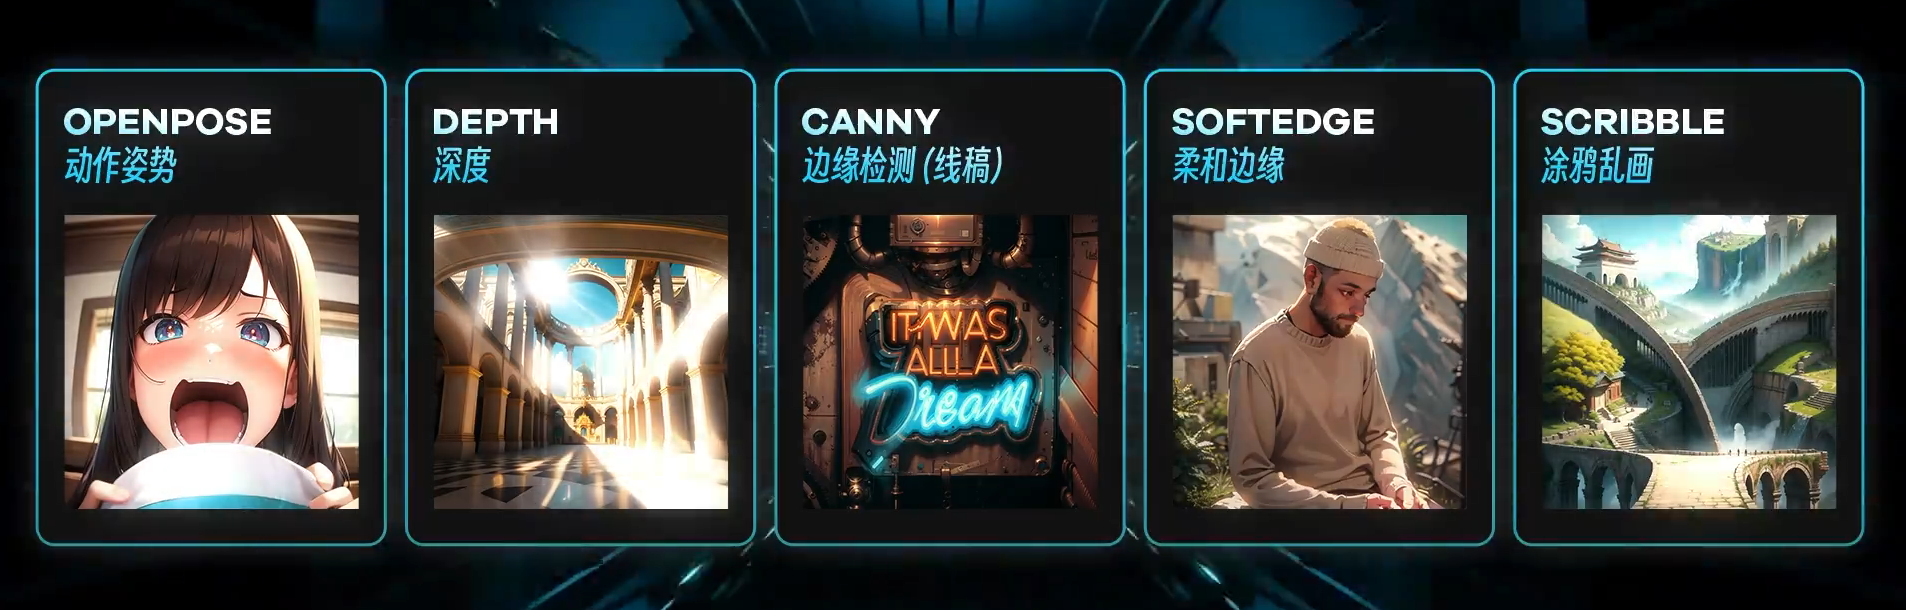 OPENPOSE
动作姿势
DEPTH
深度
CANNY
边缘检测 (线稿)
IT WAS
ALL A
Dream
SOFTEDGE
柔和边缘
SCRIBBLE
涂鸦乱画